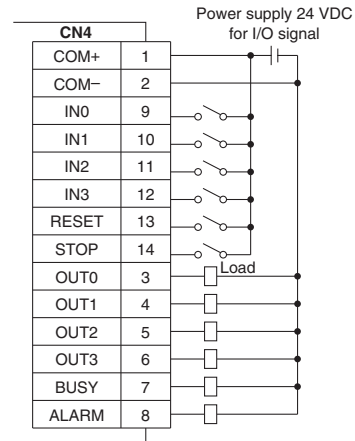 Power supply 24 VDC
for I/O signal
CN4
COM+ 1
COM– 2
IN0 9
IN1 10
IN2 11
IN3 12
RESET 13
STOP 14
Load
OUT0 3
OUT1 4
OUT2 5
OUT3 6
BUSY 7
ALARM 8